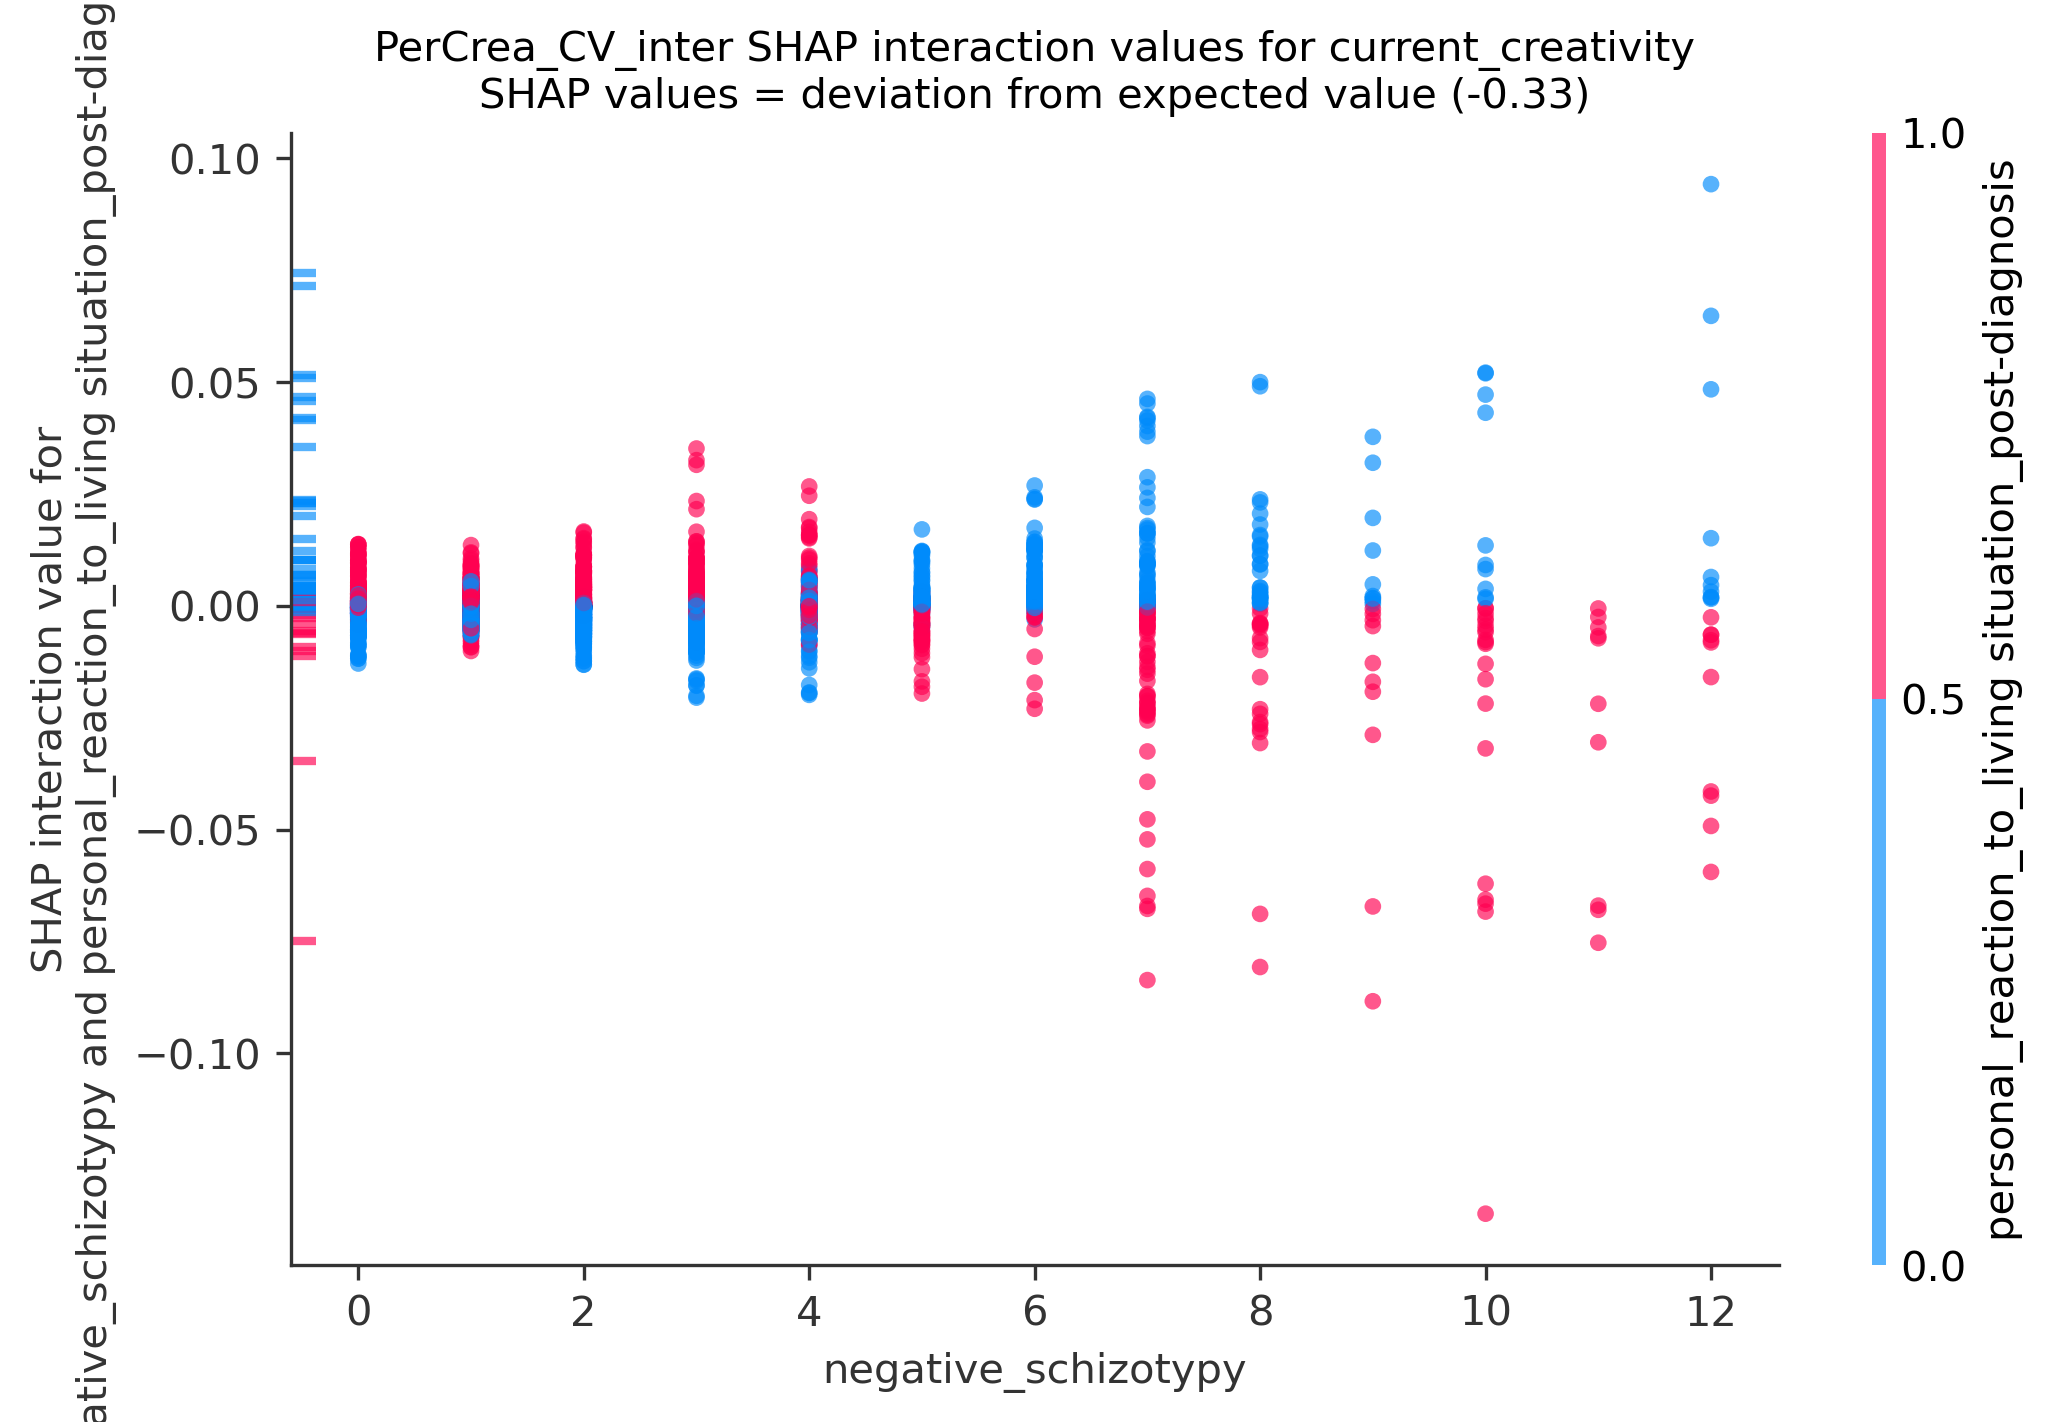 PerCrea_CV_inter SHAP interaction values for current_creativity
SHAP values = deviation from expected value (-0.33)
SHAP interaction value for
ative_schizotypy and personal_reaction_to_living situation_post-diag
0.10
0.05
0.00
−0.05
−0.10
0
2
4
6
8
10
12
negative_schizotypy
1.0
0.5
0.0
personal_reaction_to_living situation_post-diagnosis